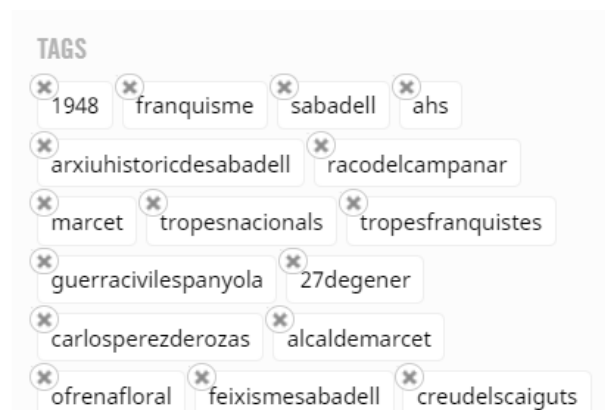 TAGS
1948 franquisme sabadell ahs
arxiuhistoricdesabadell racodelcampanar
marcet tropesnacionals tropesfranquistes
guerracivilespanyola 27degener
carlosperezderozas alcaldemarcet
ofrenafloral feixismesabadell creudelscaiguts